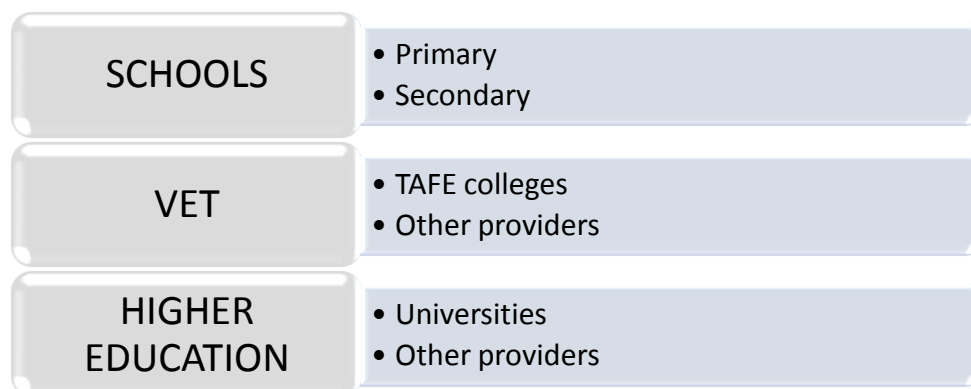 SCHOOLS
• Primary
• Secondary
VET
• TAFE colleges
• Other providers
HIGHER
EDUCATION
• Universities
• Other providers